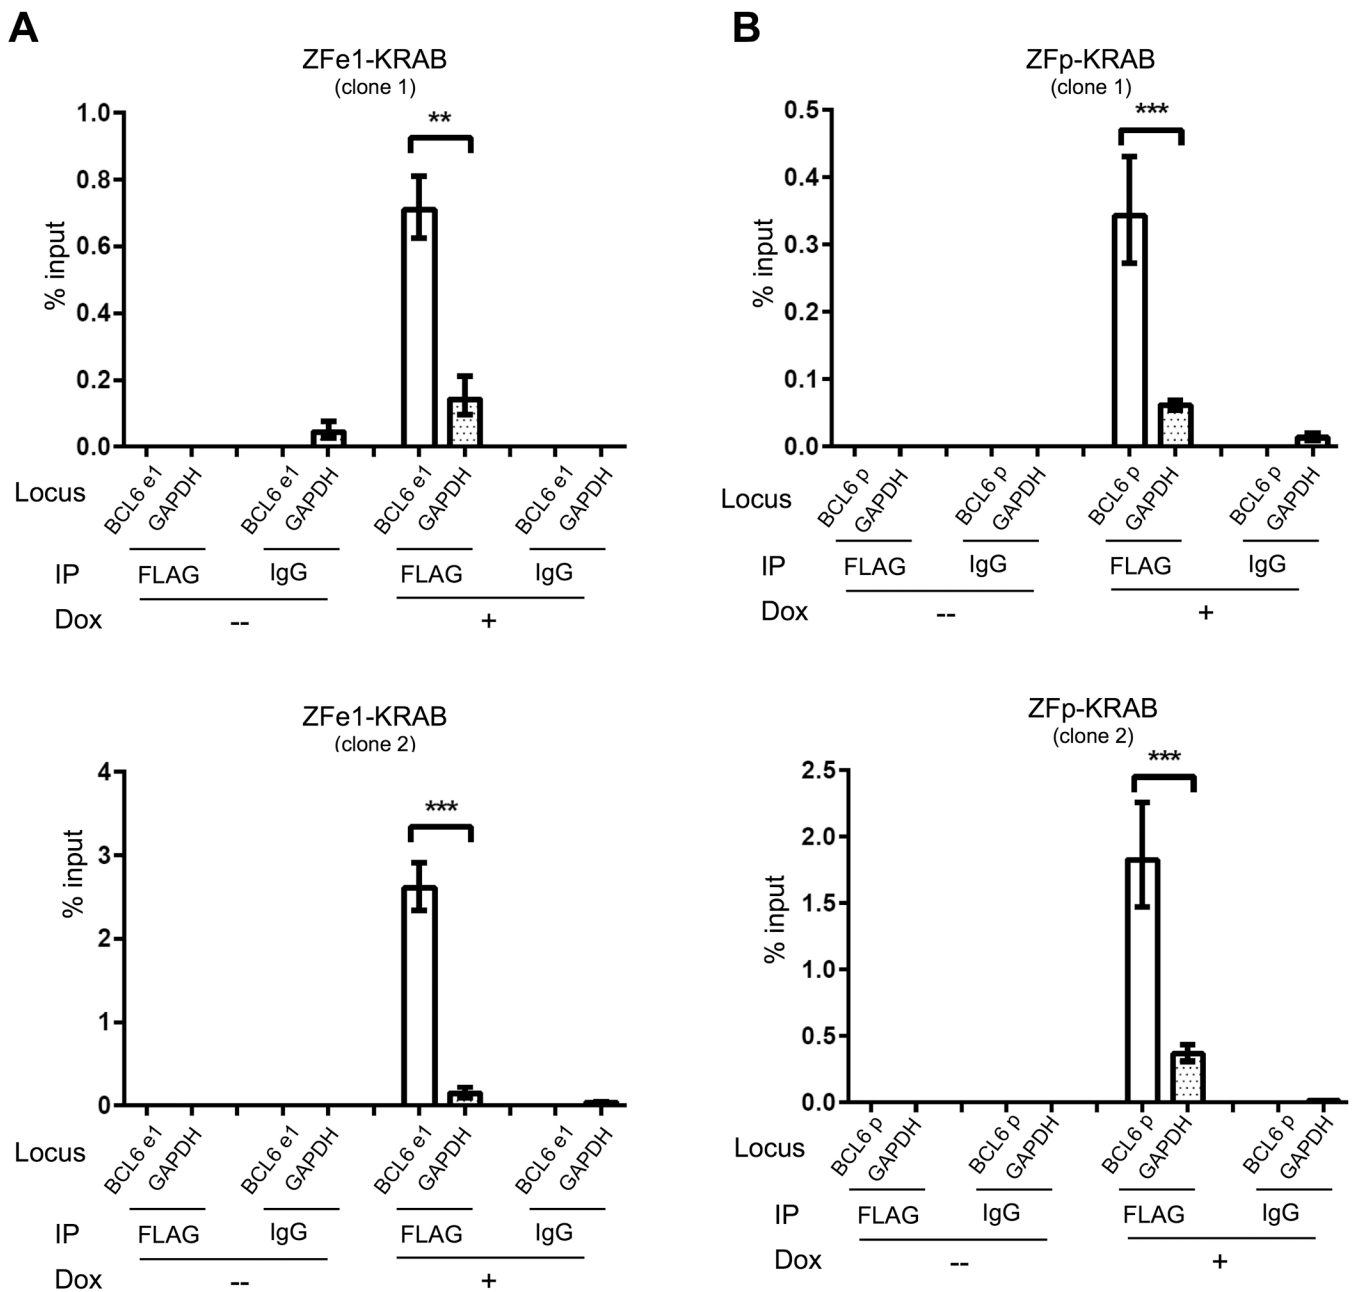 A
ZFe1-KRAB
(clone 1)
**
1.0
0.8
0.6
0.4
0.2
0.0
% input
Locus
BCL6 e1
GAPDH
BCL6 e1
GAPDH
BCL6 e1
GAPDH
BCL6 e1
GAPDH
IP
FLAG
IgG
FLAG
IgG
Dox
--
+
B
ZFp-KRAB
(clone 1)
***
0.5
0.4
0.3
0.2
0.1
0.0
% input
Locus
BCL6 p
GAPDH
BCL6 p
GAPDH
BCL6 p
GAPDH
BCL6 p
GAPDH
IP
FLAG
IgG
FLAG
IgG
Dox
--
+
ZFe1-KRAB
(clone 2)
***
4
3
2
1
0
% input
Locus
BCL6 e1
GAPDH
BCL6 e1
GAPDH
BCL6 e1
GAPDH
BCL6 e1
GAPDH
IP
FLAG
IgG
FLAG
IgG
Dox
--
+
ZFp-KRAB
(clone 2)
***
2.5
2.0
1.5
1.0
0.5
0.0
% input
Locus
BCL6 p
GAPDH
BCL6 p
GAPDH
BCL6 p
GAPDH
BCL6 p
GAPDH
IP
FLAG
IgG
FLAG
IgG
Dox
--
+